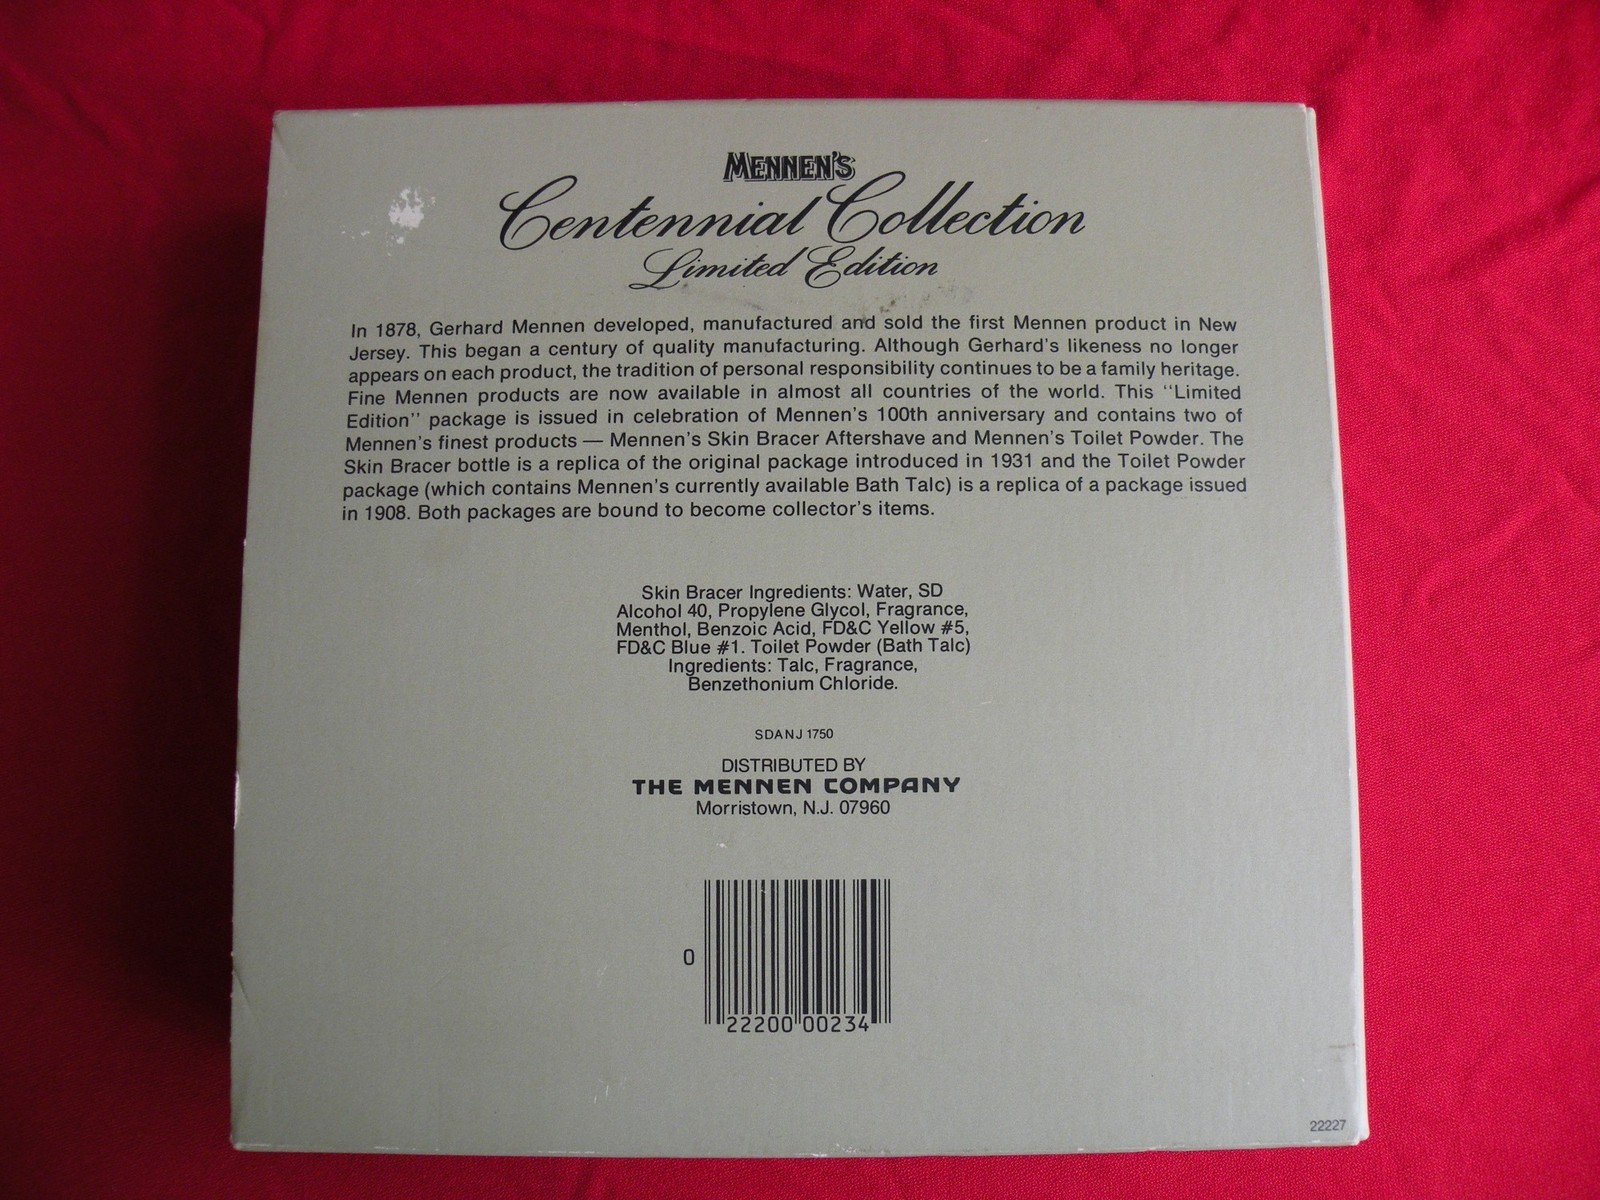 MENNEN'S
Centennial Collection
Limited Edition
In 1878, Gerhard Mennen developed, manufactured and sold the first Mennen product in New
Jersey. This began a century of quality manufacturing. Although Gerhard's likeness no longer
appears on each product, the tradition of personal responsibility continues to be a family heritage.
Fine Mennen products are now available in almost all countries of the world. This "Limited
Edition" package is issued in celebration of Mennen's 100th anniversary and contains two of
Mennen's finest products — Mennen's Skin Bracer Aftershave and Mennen's Toilet Powder. The
Skin Bracer bottle is a replica of the original package introduced in 1931 and the Toilet Powder
package (which contains Mennen's currently available Bath Talc) is a replica of a package issued
in 1908. Both packages are bound to become collector's items.
Skin Bracer Ingredients: Water, SD
Alcohol 40, Propylene Glycol, Fragrance,
Menthol, Benzoic Acid, FD&C Yellow #5,
FD&C Blue #1. Toilet Powder (Bath Talc)
Ingredients: Talc, Fragrance,
Benzethonium Chloride.
SDANJ 1750
DISTRIBUTED BY
THE MENNEN COMPANY
Morristown, N.J. 07960
0
22200 00234
22227